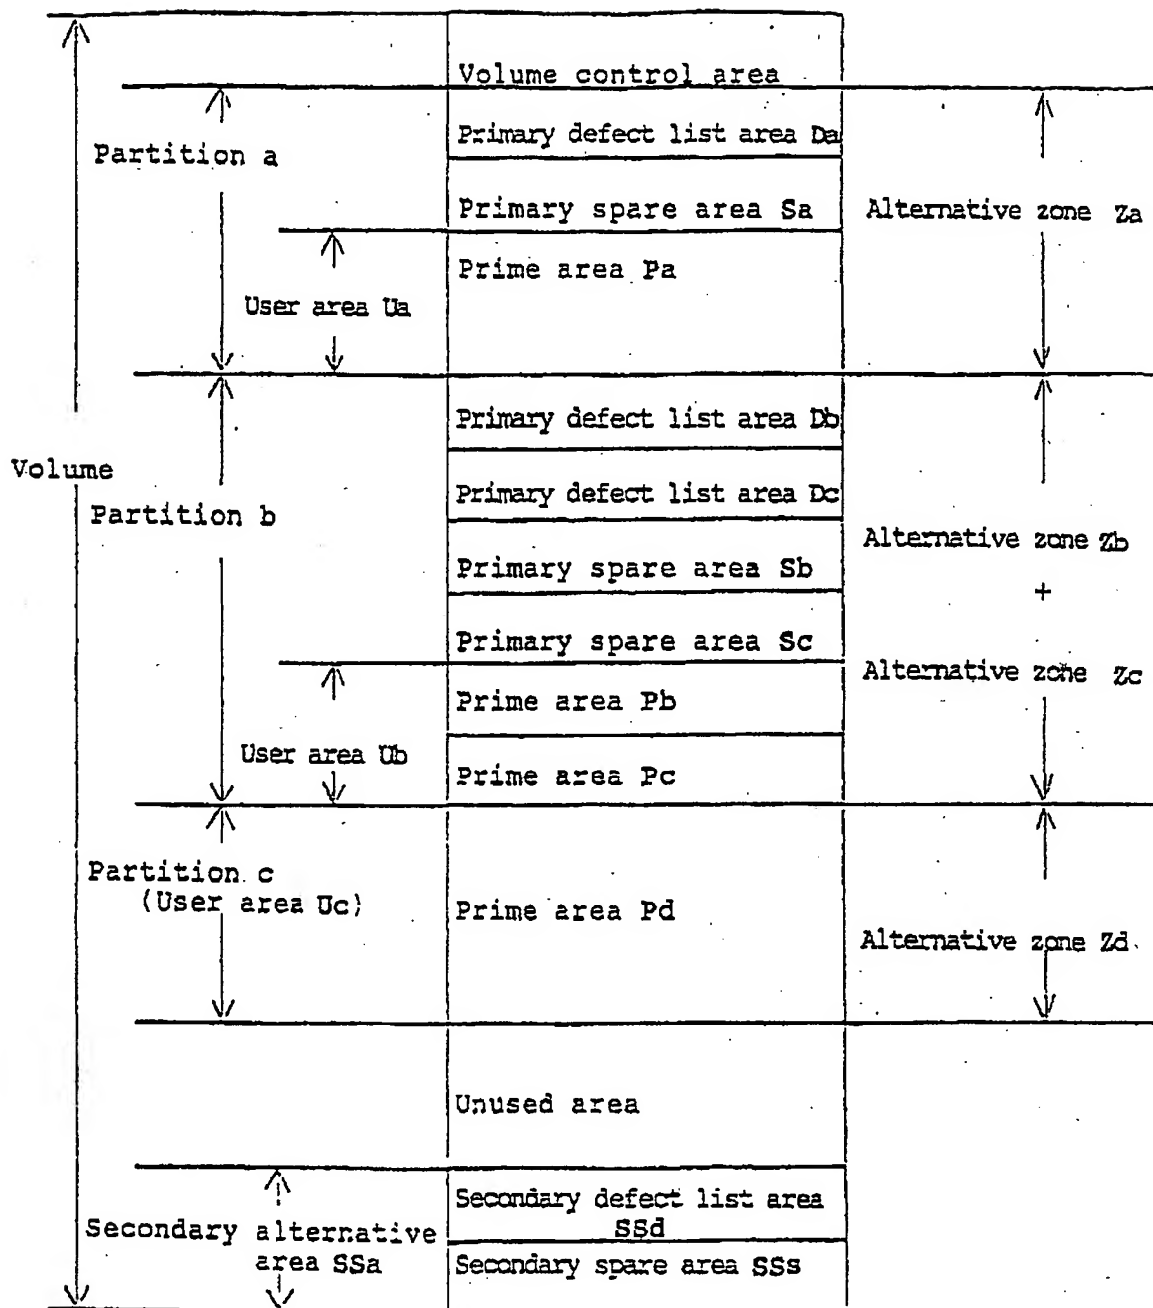 Volume control area
Primary defect list area Da
Partition a
Primary spare area Sa
Alternative zone Za
Prime area Pa
User area Ua
Primary defect list area Db
Volume
Primary defect list area Dc
Partition b
Alternative zone Zb
Primary spare area Sb
+
Primary spare area Sc
Alternative zone Zc
Prime area Pb
User area Ub
Prime area Pc
Partition c
(User area Uc)
Prime area Pd
Alternative zone Zd
Unused area
Secondary defect list area
SSd
Secondary alternative
area SSa
Secondary spare area SSs